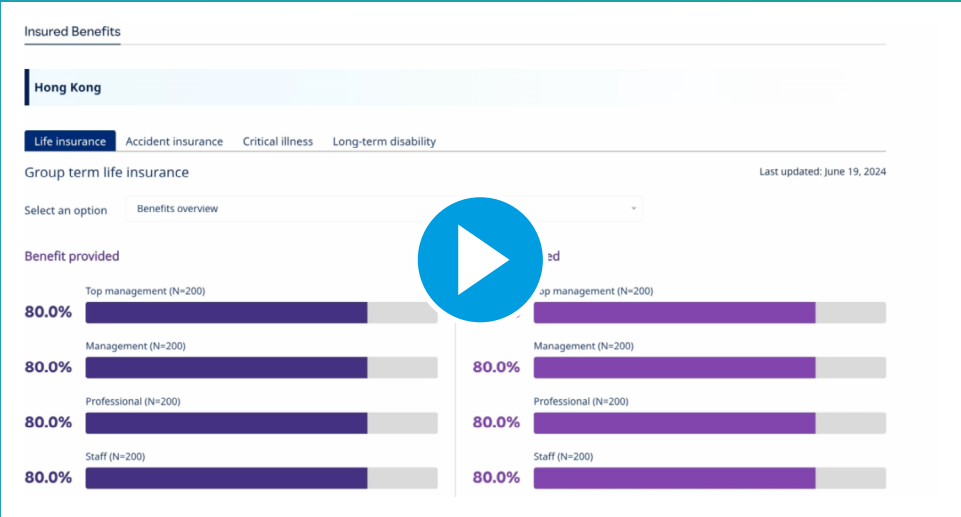 Insured Benefits
Hong Kong
Life insurance Accident insurance Critical illness Long-term disability
Group term life insurance
Last updated: June 19, 2024
Select an option Benefits overview
Benefit provided
Top management (N=200)
80.0%
Management (N=200)
80.0%
Professional (N=200)
80.0%
Staff (N=200)
80.0%
management (N=200)
Management (N=200)
80.0%
Professional (N=200)
80.0%
Staff (N=200)
80.0%